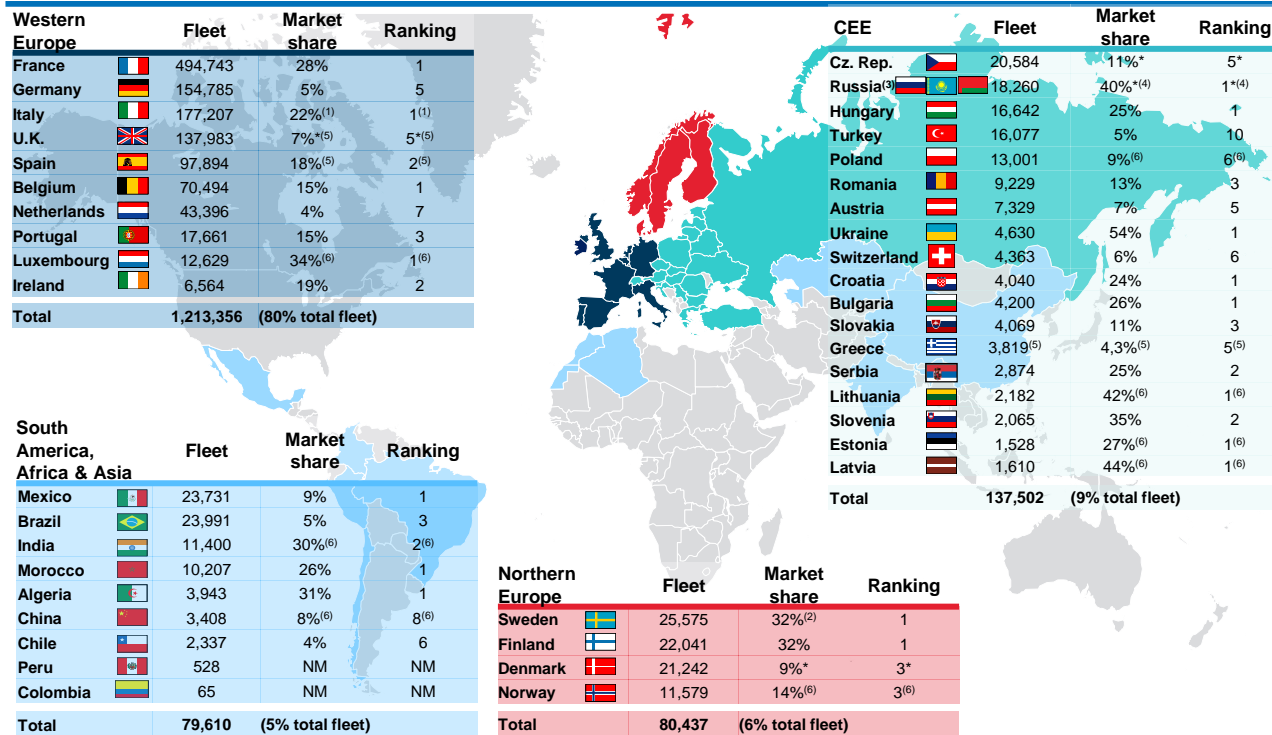 Western Europe Fleet Market share Ranking
France 494,743 28% 1
Germany 154,785 5% 5
Italy 177,207 22%(1) 1(1)
U.K. 137,983 7%*(5) 5*(5)
Spain 97,894 18%(5) 2(5)
Belgium 70,494 15% 1
Netherlands 43,396 4% 7
Portugal 17,661 15% 3
Luxembourg 12,629 34%(6) 1(6)
Ireland 6,564 19% 2
Total 1,213,356 (80% total fleet)
CEE Fleet Market share Ranking
Cz. Rep. 20,584 11%* 5*
Russia(3) 18,260 40%*(4) 1*(4)
Hungary 16,642 25% 1
Turkey 16,077 5% 10
Poland 13,001 9%(6) 6(6)
Romania 9,229 13% 3
Austria 7,329 7% 5
Ukraine 4,630 54% 1
Switzerland 4,363 6% 6
Croatia 4,040 24% 1
Bulgaria 4,200 26% 1
Slovakia 4,069 11% 3
Greece 3,819(5) 4,3%(5) 5(5)
Serbia 2,874 25% 2
Lithuania 2,182 42%(6) 1(6)
Slovenia 2,065 35% 2
Estonia 1,528 27%(6) 1(6)
Latvia 1,610 44%(6) 1(6)
Total 137,502 (9% total fleet)
South America, Africa & Asia Fleet Market share Ranking
Mexico 23,731 9% 1
Brazil 23,991 5% 3
India 11,400 30%(6) 2(6)
Morocco 10,207 26% 1
Algeria 3,943 31% 1
China 3,408 8%(6) 8(6)
Chile 2,337 4% 6
Peru 528 NM NM
Colombia 65 NM NM
Total 79,610 (5% total fleet)
Northern Europe Fleet Market share Ranking
Sweden 25,575 32%(2) 1
Finland 22,041 32% 1
Denmark 21,242 9%* 3*
Norway 11,579 14%(6) 3(6)
Total 80,437 (6% total fleet)